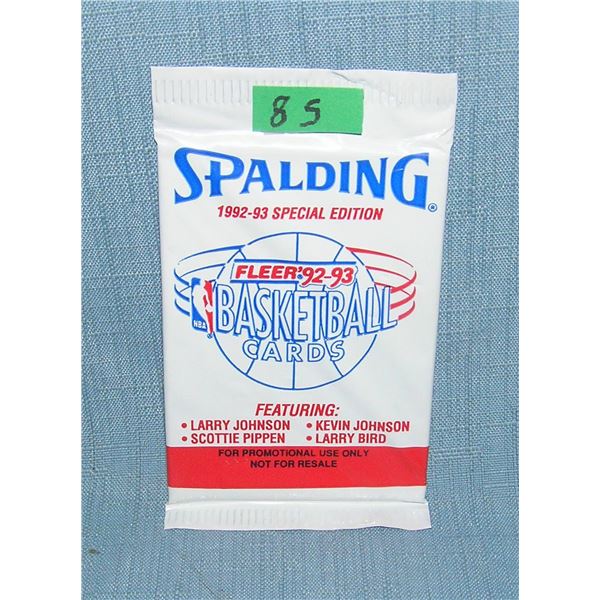 85
SPALDING®
1992-93 SPECIAL EDITION
FLEER® '92-93
NBA BASKETBALL
CARDS
FEATURING:
• LARRY JOHNSON • KEVIN JOHNSON
• SCOTTIE PIPPEN • LARRY BIRD
FOR PROMOTIONAL USE ONLY
NOT FOR RESALE